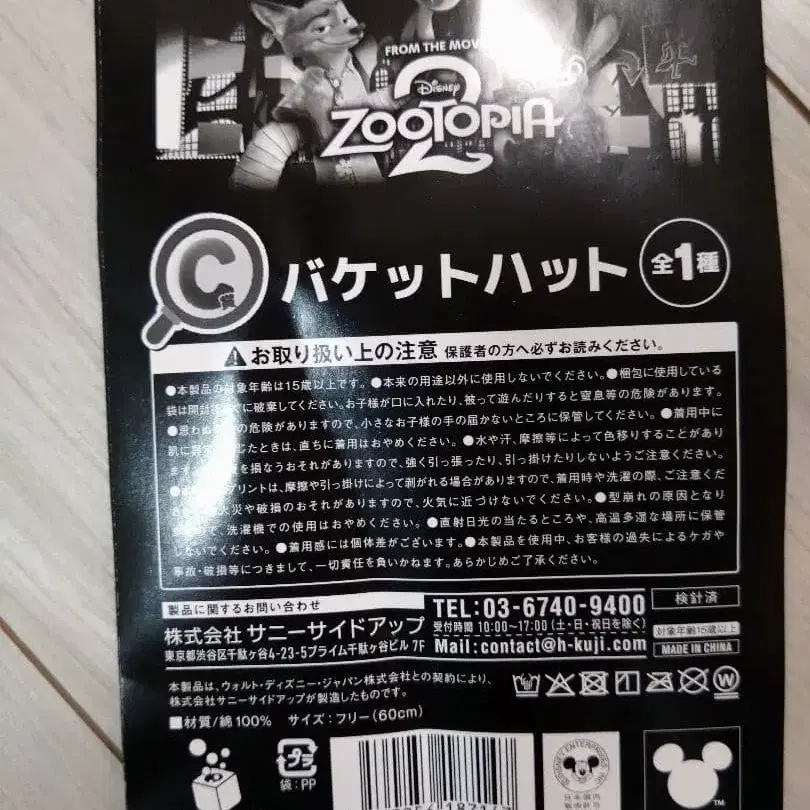 FROM THE MOVIE
Disney
ZOOTOPIA
2
C バケットハット 全1種
お取り扱い上の注意 保護者の方へ必ずお読みください。
●本製品の対象年齢は15歳以上です。●本来の用途以外に使用しないでください。●梱包に使用している
袋は開封後すぐに破棄してください。お子様が口に入れたり、被って遊んだりすると窒息等の危険があります。
●思わぬ の危険がありますので、小さなお子様の手の届かないところに保管してください。●着用中に
肌に異常 じたときは、直ちに着用はおやめください。●水や汗、摩擦等によって色移りすることがあり
ます。 を損なうおそれがありますので、強く引っ張ったり、引っ掛けたりしないようご注意ください。
プリントは、摩擦や引っ掛けによって剥がれる場合がありますので、着用時や洗濯の際、ご注意くだ
さい。 火災や破損のおそれがありますので、火気に近づけないでください。●型崩れの原因となり
で、洗濯機での使用はおやめください。●直射日光の当たるところや、高温多湿な場所に保管
しないでください。●着用感には個体差がございます。●本製品を使用中、お客様の過失によるケガや
事故・破損等につきまして、一切責任を負いかねます。あらかじめご了承ください。
製品に関するお問い合わせ
株式会社 サニーサイドアップ
東京都渋谷区千駄ヶ谷4-23-5プライム千駄ヶ谷ビル 7F
TEL:03-6740-9400
受付時間 10:00~17:00 (土・日・祝日を除く)
Mail:contact@h-kuji.com
検針済
対象年齢15歳以上
MADE IN CHINA
本製品は、ウォルト・ディズニー・ジャパン株式会社との契約により、
株式会社サニーサイドアップが製造したものです。
■材質/綿100% サイズ:フリー(60cm)
プラ
袋:PP
DISNEY ENTERPRISES INC.
日本国内
TM